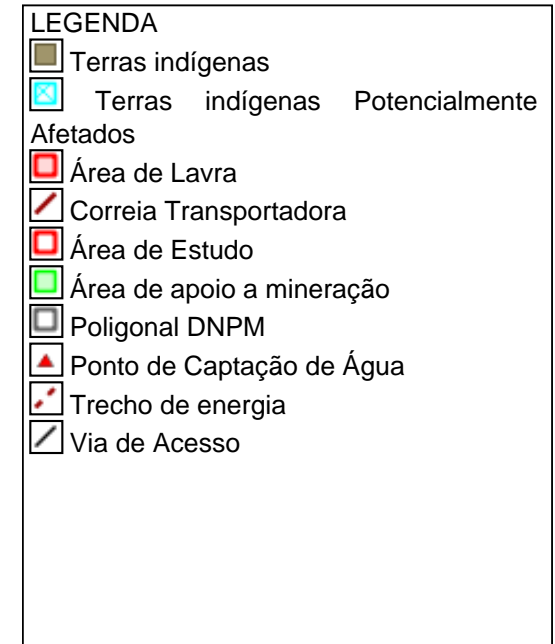 LEGENDA
Terras indígenas
Terras indígenas Potencialmente
Afetados
Área de Lavra
Correia Transportadora
Área de Estudo
Área de apoio a mineração
Poligonal DNPM
Ponto de Captação de Água
Trecho de energia
Via de Acesso